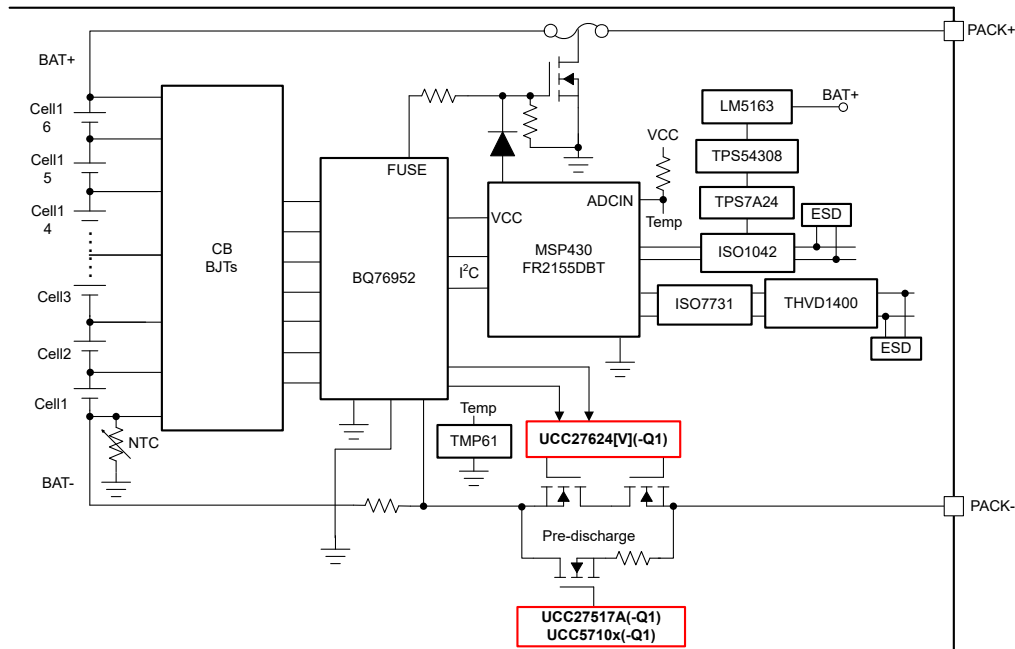 PACK+
BAT+
Cell1
6
Cell1
5
Cell1
4
Cell3
Cell2
Cell1
NTC
BAT-
CB
BJTs
FUSE
BQ76952
I²C
VCC
ADCIN
MSP430
FR2155DBT
VCC
Temp
LM5163
BAT+
TPS54308
TPS7A24
ESD
ISO1042
ISO7731
THVD1400
ESD
Temp
TMP61
UCC27624[V](-Q1)
PACK-
Pre-discharge
UCC27517A(-Q1)
UCC5710x(-Q1)